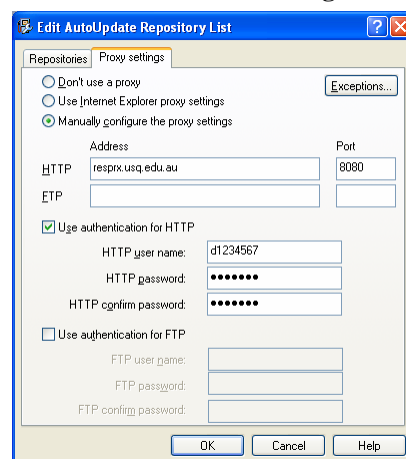 Edit AutoUpdate Repository List
Repositories Proxy settings
Don't use a proxy Exceptions...
Use Internet Explorer proxy settings
Manually configure the proxy settings
Address Port
HTTP resprx.usq.edu.au 8080
FTP
Use authentication for HTTP
HTTP user name: d1234567
HTTP password: ●●●●●●●
HTTP confirm password: ●●●●●●●
Use authentication for FTP
FTP user name:
FTP password:
FTP confirm password:
OK Cancel Help